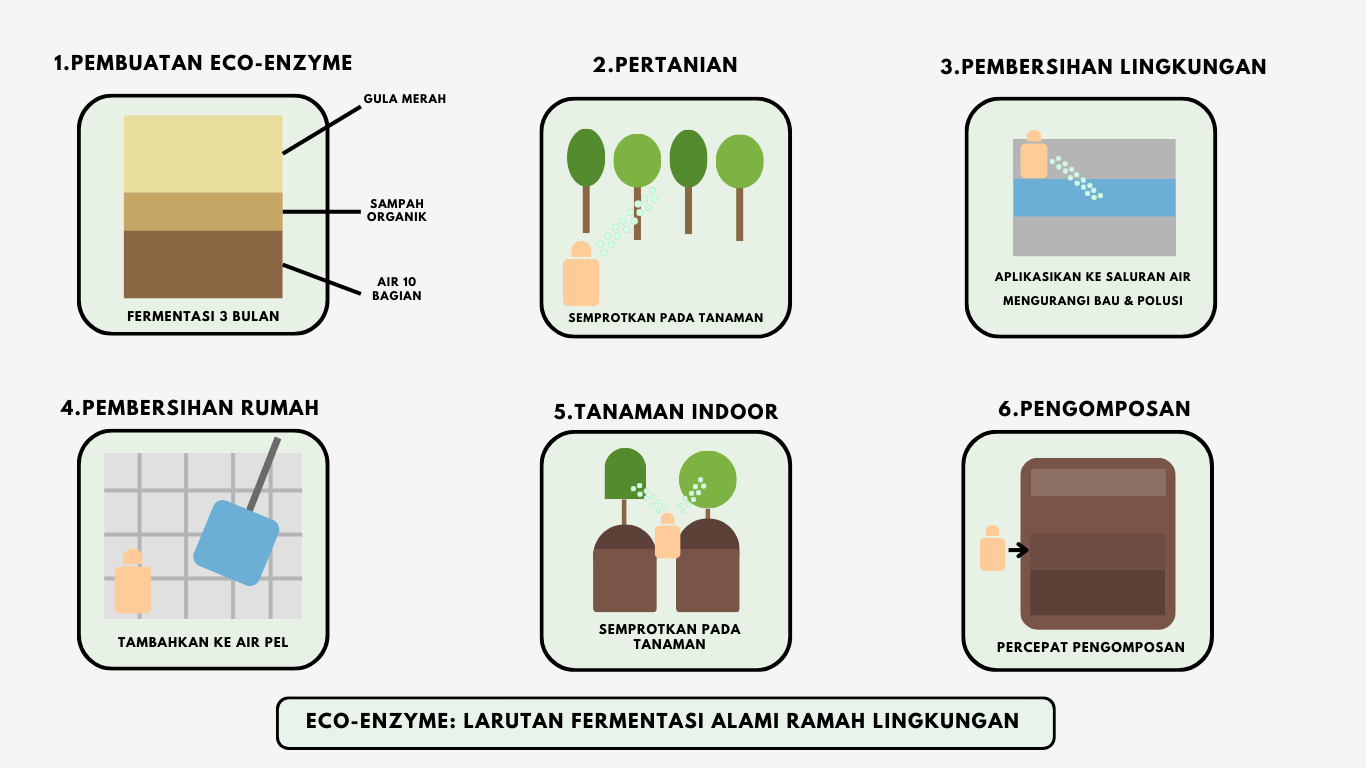 1.PEMBUATAN ECO-ENZYME
GULA MERAH
SAMPAH
ORGANIK
AIR 10
BAGIAN
FERMENTASI 3 BULAN
2.PERTANIAN
SEMPROTKAN PADA TANAMAN
3.PEMBERSIHAN LINGKUNGAN
APLIKASIKAN KE SALURAN AIR
MENGURANGI BAU & POLUSI
4.PEMBERSIHAN RUMAH
TAMBAHKAN KE AIR PEL
5.TANAMAN INDOOR
SEMPROTKAN PADA
TANAMAN
6.PENGOMPOSAN
PERCEPAT PENGOMPOSAN
ECO-ENZYME: LARUTAN FERMENTASI ALAMI RAMAH LINGKUNGAN